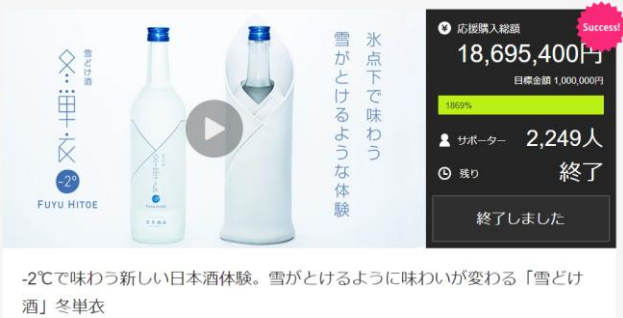 雪どけ酒
冬単衣
-2°
FUYU HITOE
冬単衣
氷点下で味わう
雪がとけるような体験
Success!
応援購入総額
18,695,400円
目標金額 1,000,000円
1869%
サポーター 2,249人
残り 終了
終了しました
-2℃で味わう新しい日本酒体験。雪がとけるように味わいが変わる「雪どけ
酒」冬単衣